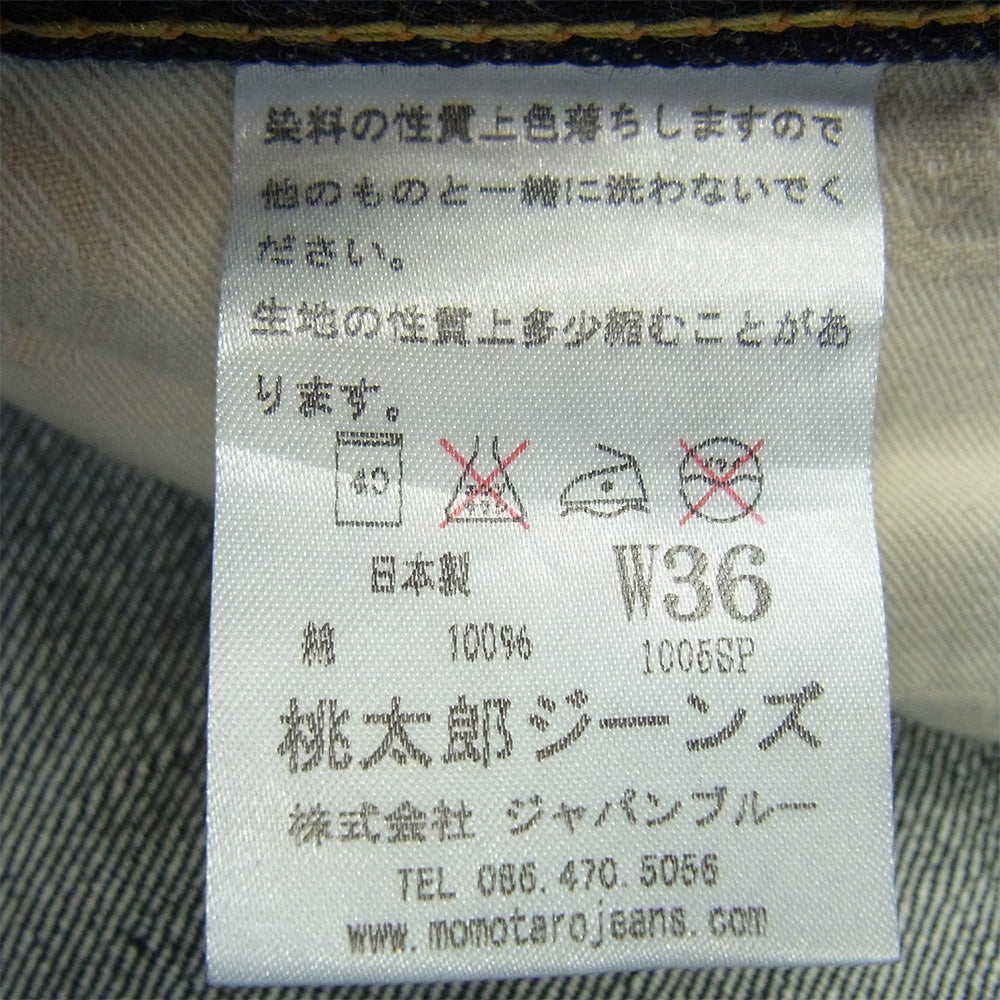 染料の性質上色落ちしますので
他のものと一緒に洗わないでく
ださい。
生地の性質上多少縮むことがあ
ります。
40
日本製
W36
綿 100%
1005SP
桃太郎ジーンズ
株式会社 ジャパンブルー
TEL 086.470.5056
www.momotarojeans.com